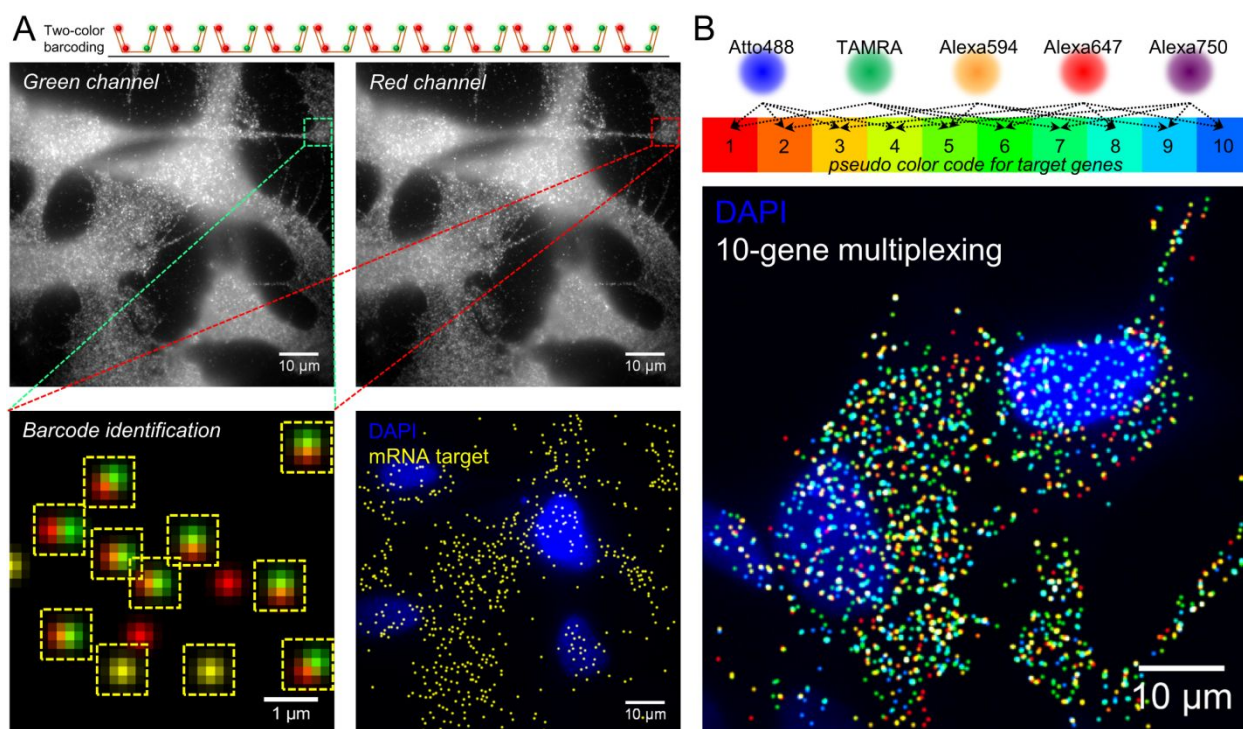 A
Two-color
barcoding
Green channel
10 µm
Red channel
10 µm
Barcode identification
1 µm
DAPI
mRNA target
10 µm
B
Atto488 TAMRA Alexa594 Alexa647 Alexa750
1 2 3 4 5 6 7 8 9 10
pseudo color code for target genes
DAPI
10-gene multiplexing
10 µm